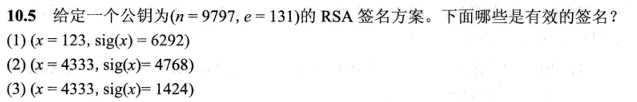 10.5 给定一个公钥为(n = 9797, e = 131)的 RSA 签名方案。下面哪些是有效的签名?
(1) (x = 123, sig(x) = 6292)
(2) (x = 4333, sig(x)= 4768)
(3) (x = 4333, sig(x)= 1424)